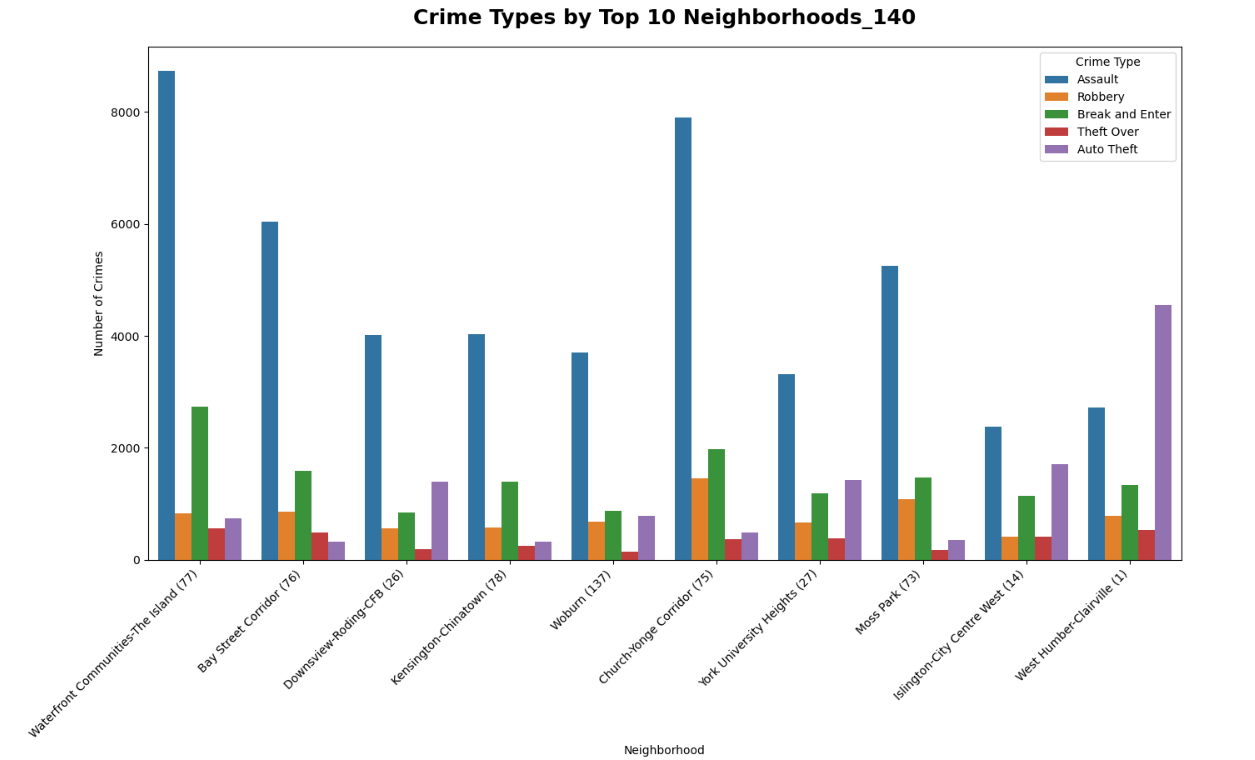 Crime Types by Top 10 Neighborhoods_140
Crime Type
Assault
Robbery
Break and Enter
Theft Over
Auto Theft
Number of Crimes
8000
6000
4000
2000
0
Waterfront Communities-The Island (77)
Bay Street Corridor (76)
Downsview-Roding-CFB (26)
Kensington-Chinatown (78)
Woburn (137)
Church-Yonge Corridor (75)
York University Heights (27)
Moss Park (73)
Islington-City Centre West (14)
West Humber-Clairville (1)
Neighborhood